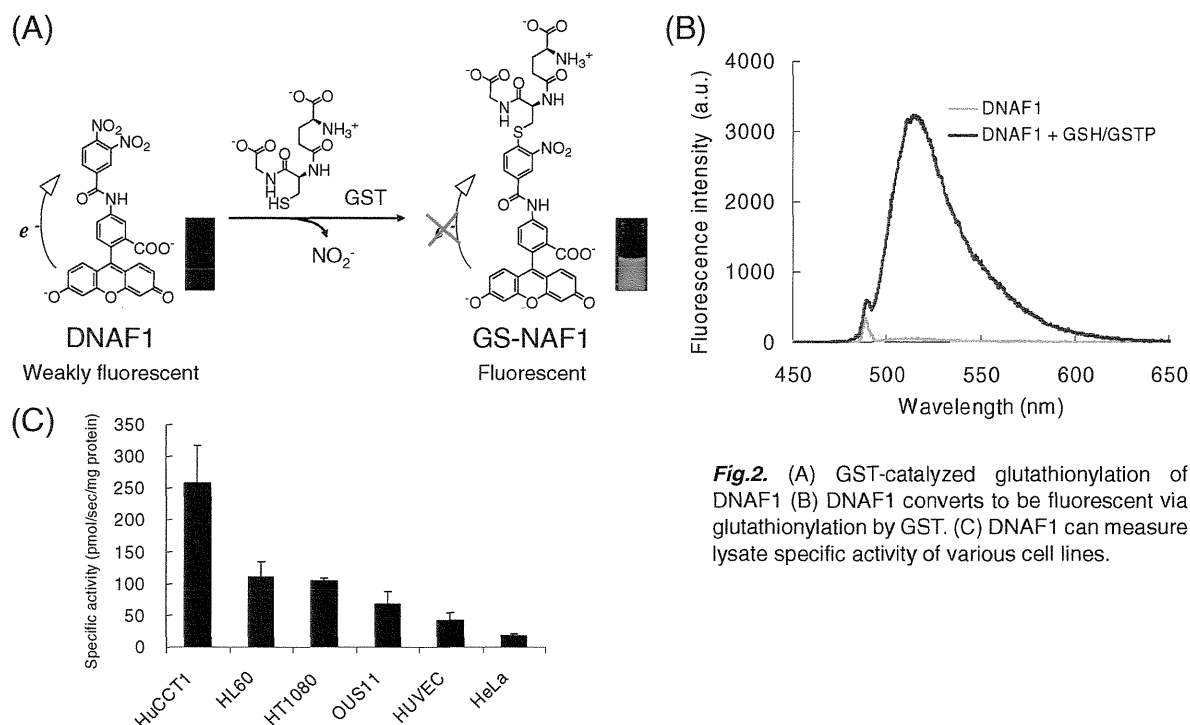 (A)
⁻O O
O NH₃⁺
⁻O O
O NH
N H
S
NO₂
O NH
COO⁻
⁻O O O
GS-NAF1
Fluorescent
NO₂
NO₂
O NH
e⁻
COO⁻
⁻O O O
DNAF1
Weakly fluorescent
⁻O O
NH₃⁺
⁻O O O
N H
NH
HS
GST
NO₂⁻
(B)
Fluorescence intensity (a.u.)
4000
3000
2000
1000
0
DNAF1
DNAF1 + GSH/GSTP
450 500 550 600 650
Wavelength (nm)
(C)
Specific activity (pmol/sec/mg protein)
350
300
250
200
150
100
50
0
HuCCT1 HL60 HT1080 OUS11 HUVEC HeLa
Fig.2. (A) GST-catalyzed glutathionylation of
DNAF1 (B) DNAF1 converts to be fluorescent via
glutathionylation by GST. (C) DNAF1 can measure
lysate specific activity of various cell lines.